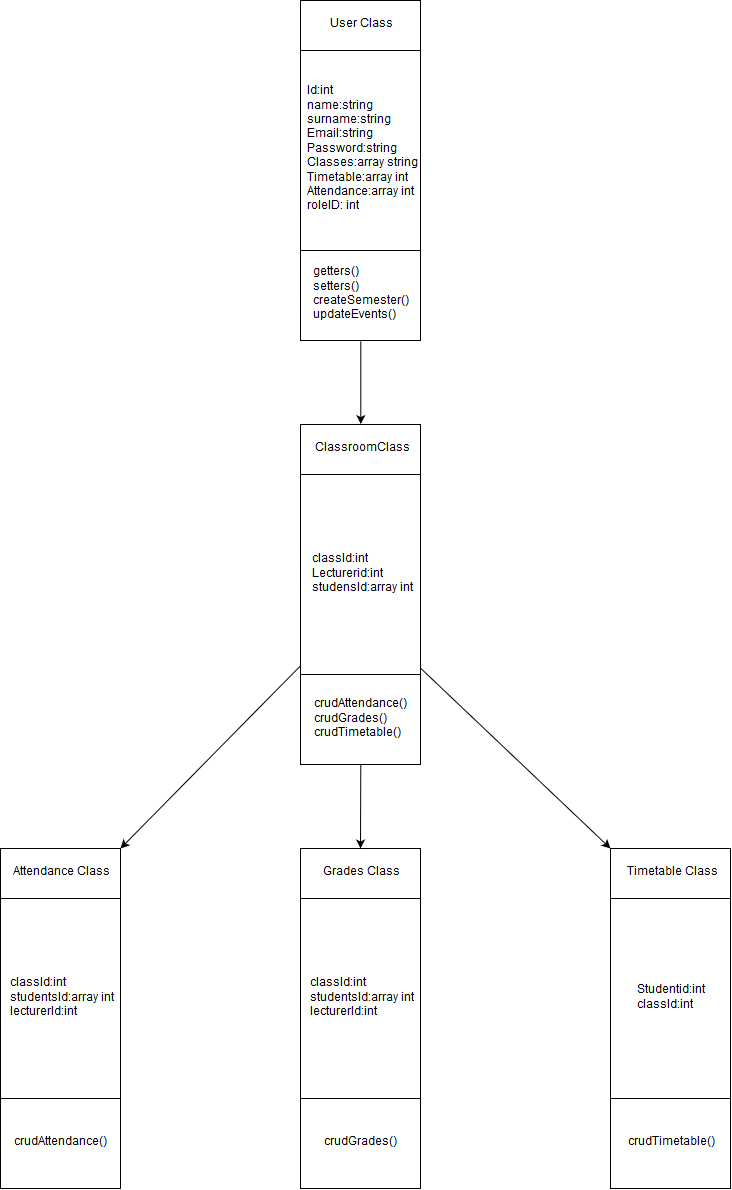 User Class
Id:int
name:string
surname:string
Email:string
Password:string
Classes:array string
Timetable:array int
Attendance:array int
roleID: int
getters()
setters()
createSemester()
updateEvents()
ClassroomClass
classId:int
Lecturerid:int
studensId:array int
crudAttendance()
crudGrades()
crudTimetable()
Attendance Class
classId:int
studentsId:array int
lecturerId:int
crudAttendance()
Grades Class
classId:int
studentsId:array int
lecturerId:int
crudGrades()
Timetable Class
Studentid:int
classId:int
crudTimetable()